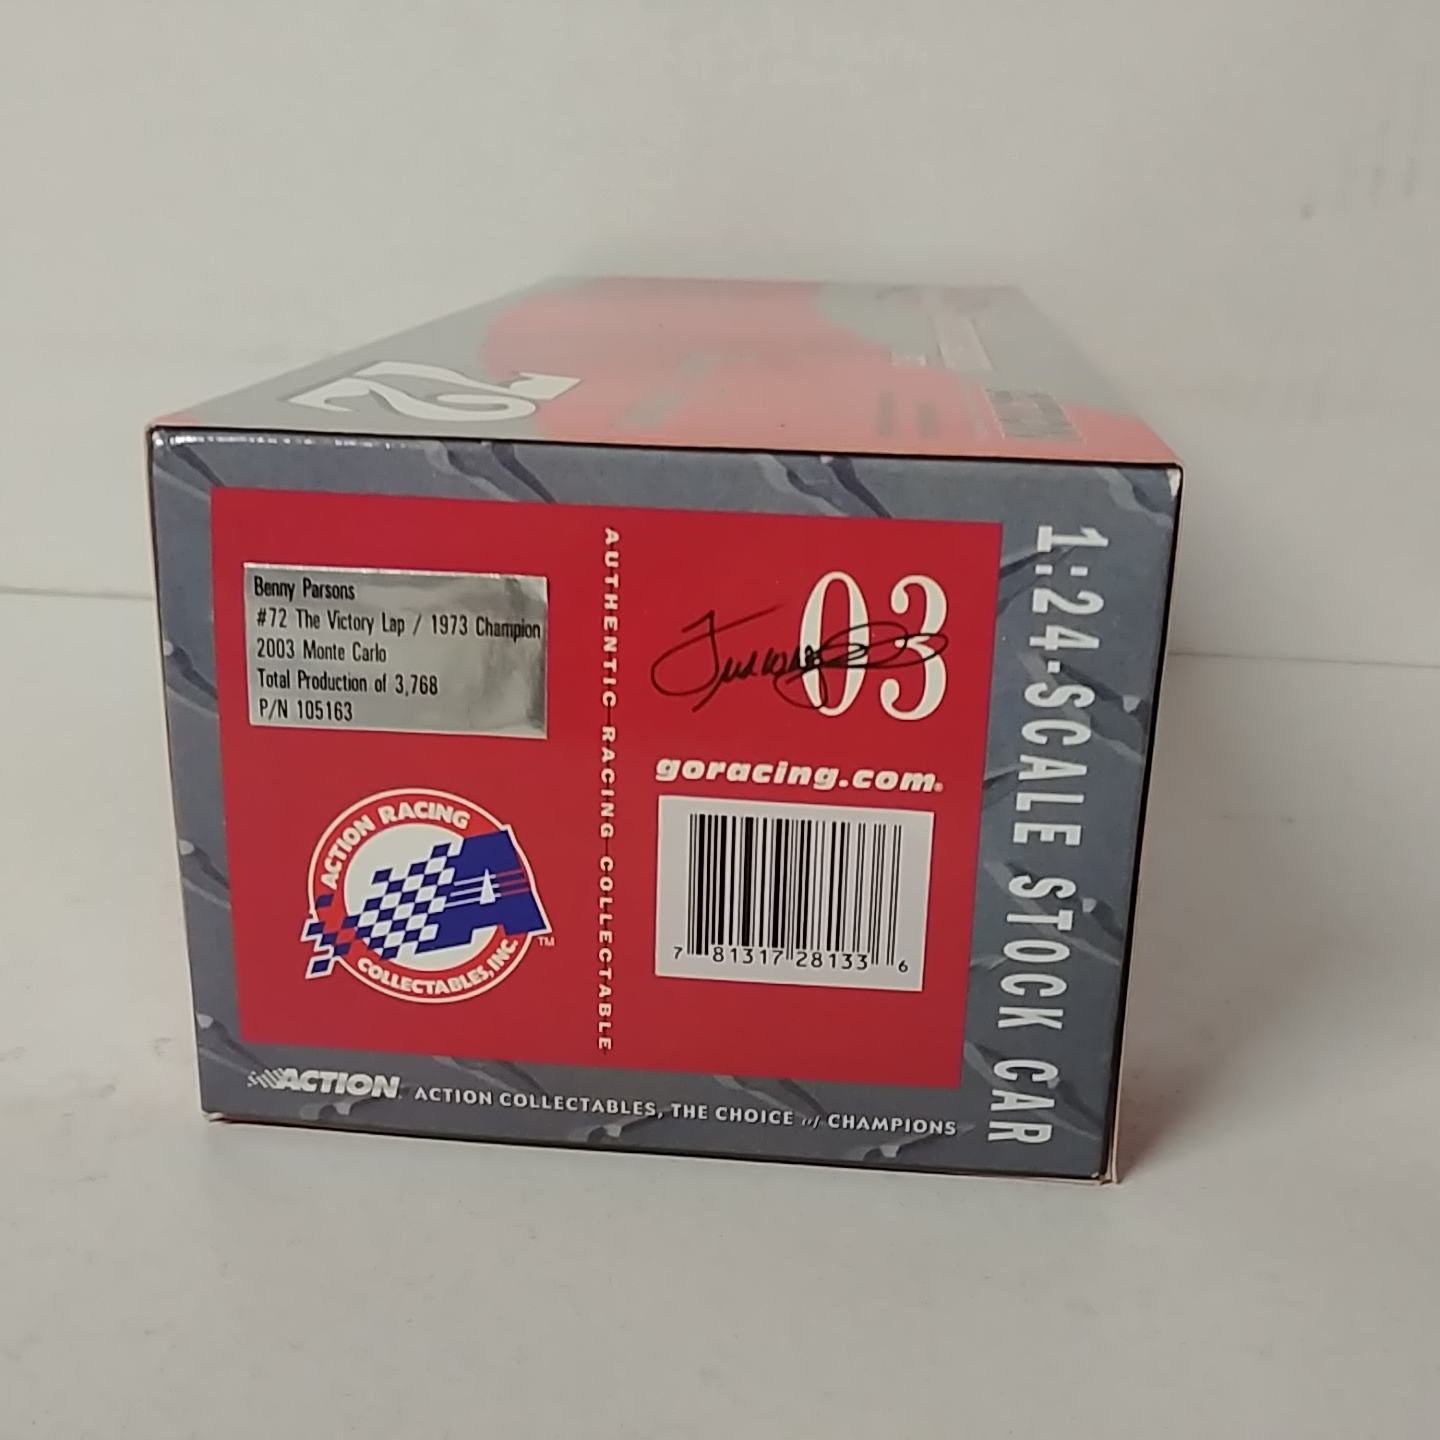 72
Benny Parsons
#72 The Victory Lap / 1973 Champion
2003 Monte Carlo
Total Production of 3,768
P/N 105163
AUTHENTIC RACING COLLECTABLE
03
goracing.com®
7 81317 28133 6
ACTION RACING
COLLECTABLES, INC.
TM
1:24-SCALE STOCK CAR
ACTION
ACTION COLLECTABLES, THE CHOICE of CHAMPIONS